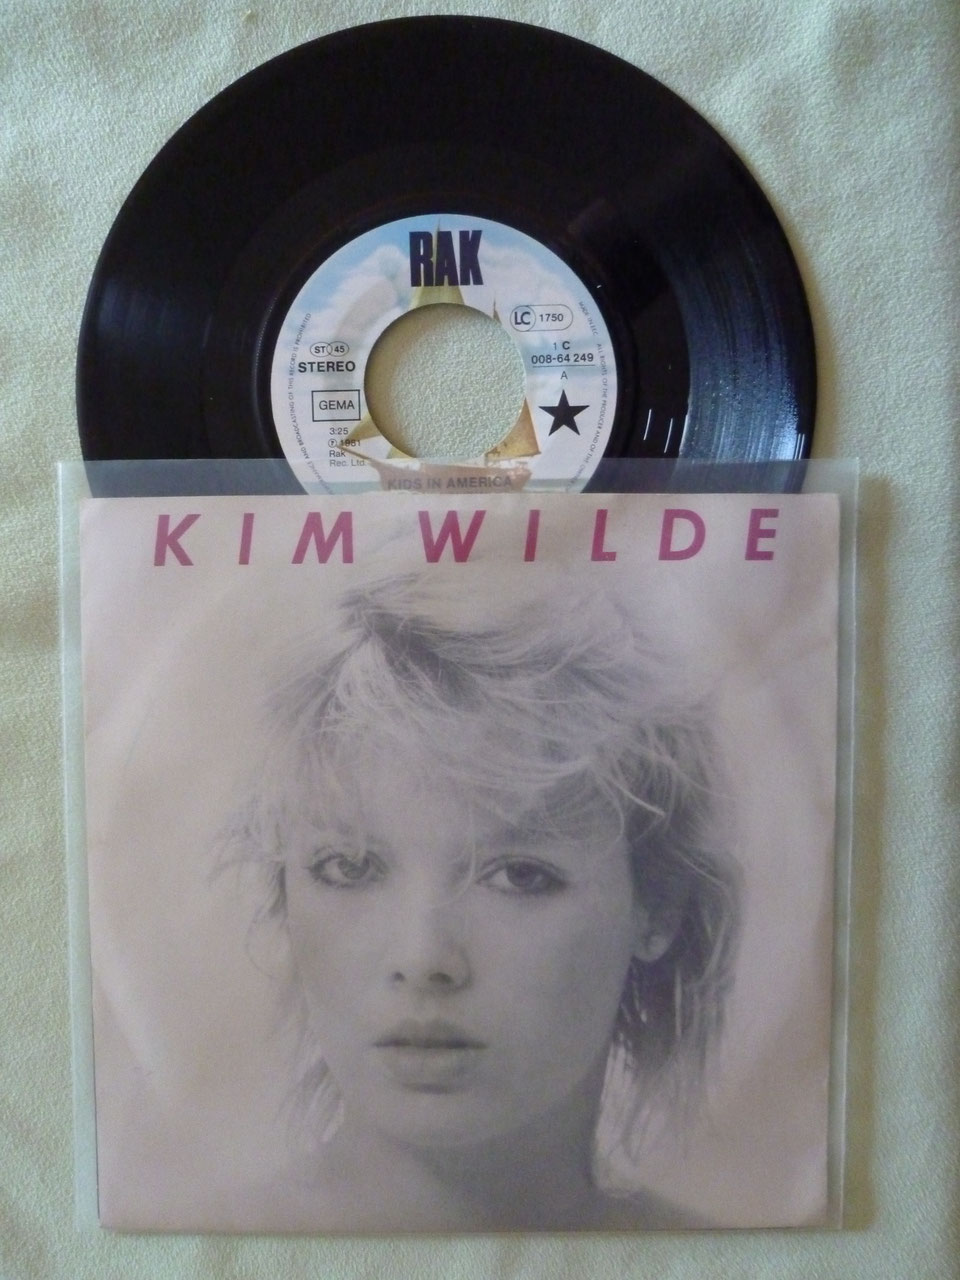 RAK
LC 1750
ST 45
STEREO
1 C
008-64 249
A
GEMA
3:25
Ⓟ 1981
Rak
Rec. Ltd.
KIDS IN AMERICA
KIM WILDE